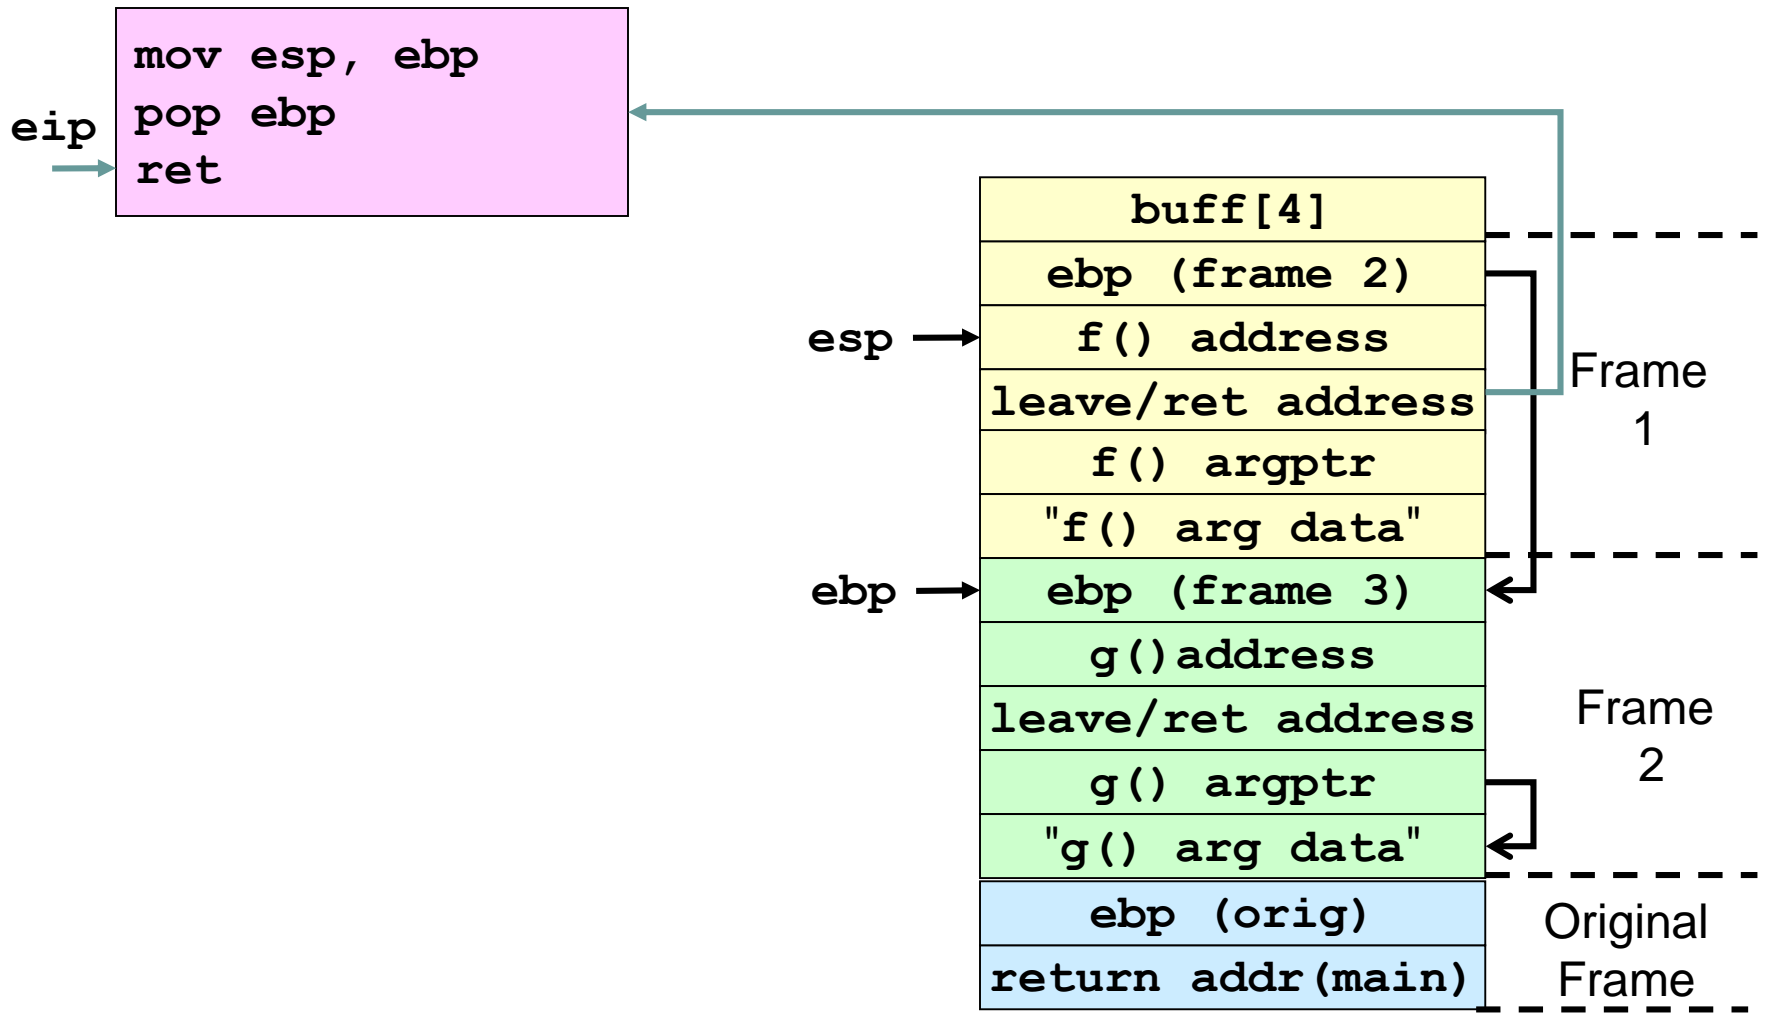 mov esp, ebp
pop ebp
eip
ret
buff[4]
ebp (frame 2)
esp
f() address
leave/ret address
Frame
1
f() argptr
"f() arg data"
ebp
ebp (frame 3)
g()address
leave/ret address
Frame
2
g() argptr
"g() arg data"
ebp (orig)
return addr(main)
Original
Frame